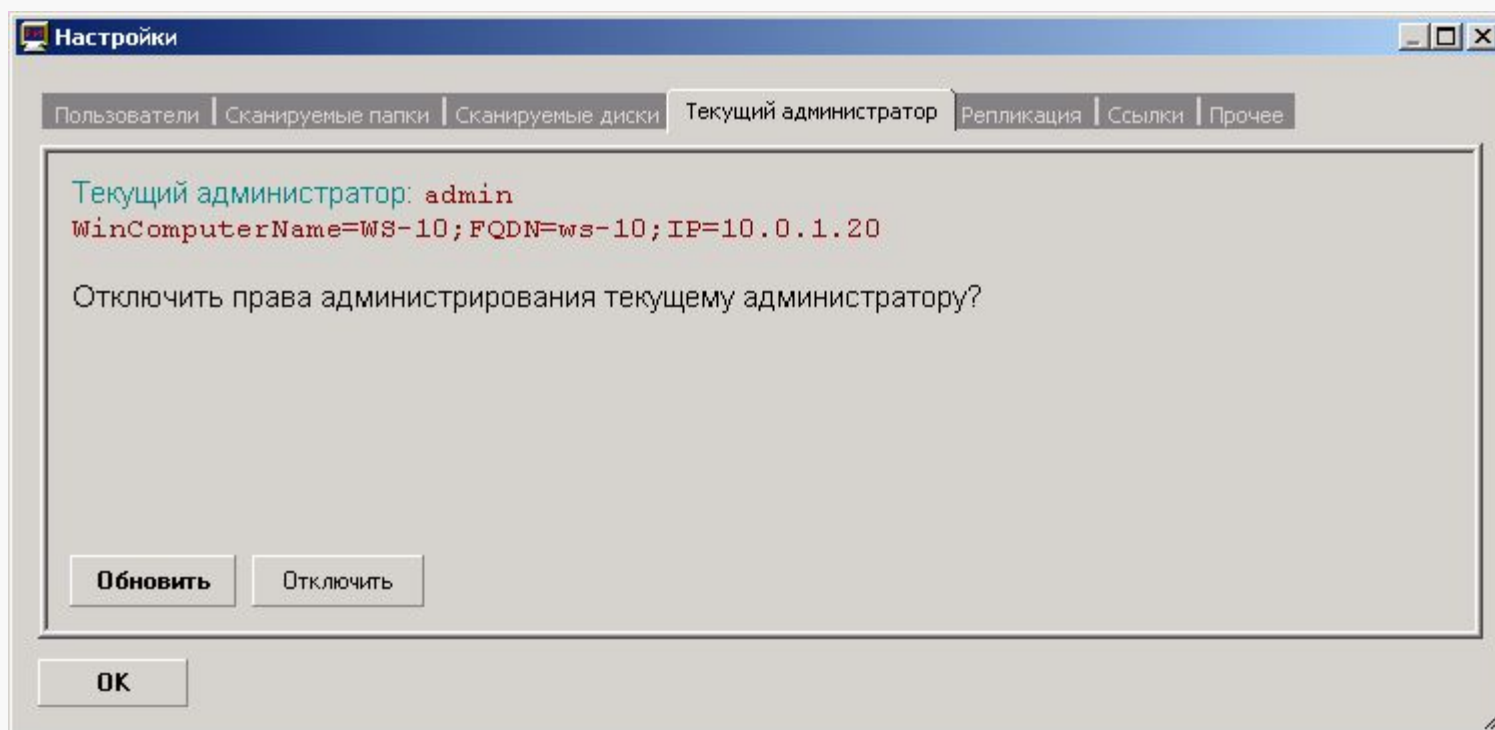 Настройки
Пользователи Сканируемые папки Сканируемые диски Текущий администратор Репликация Ссылки Прочее
Текущий администратор: admin
WinComputerName=WS-10;FQDN=ws-10;IP=10.0.1.20
Отключить права администрирования текущему администратору?
Обновить Отключить
OK